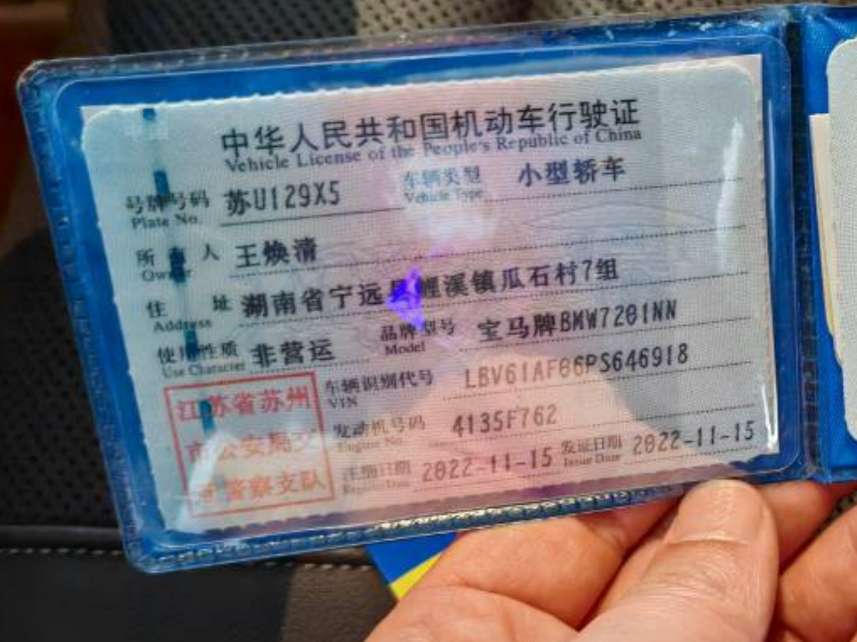 中华人民共和国机动车行驶证
Vehicle License of the People's Republic of China
号牌号码 苏U129X5 车辆类型 小型轿车
Plate No. Vehicle Type
所有人 王焕清
Owner
住址 湖南省宁远县鲤溪镇瓜石村7组
Address
使用性质 非营运 品牌型号 宝马牌BMW7201NN
Use Character Model
车辆识别代号 LBV61AF06PS646918
VIN
江苏省苏州
市公安局交
通警察支队
发动机号码 4135F762
Engine No.
注册日期 2022-11-15 发证日期 2022-11-15
Register Date Issue Date